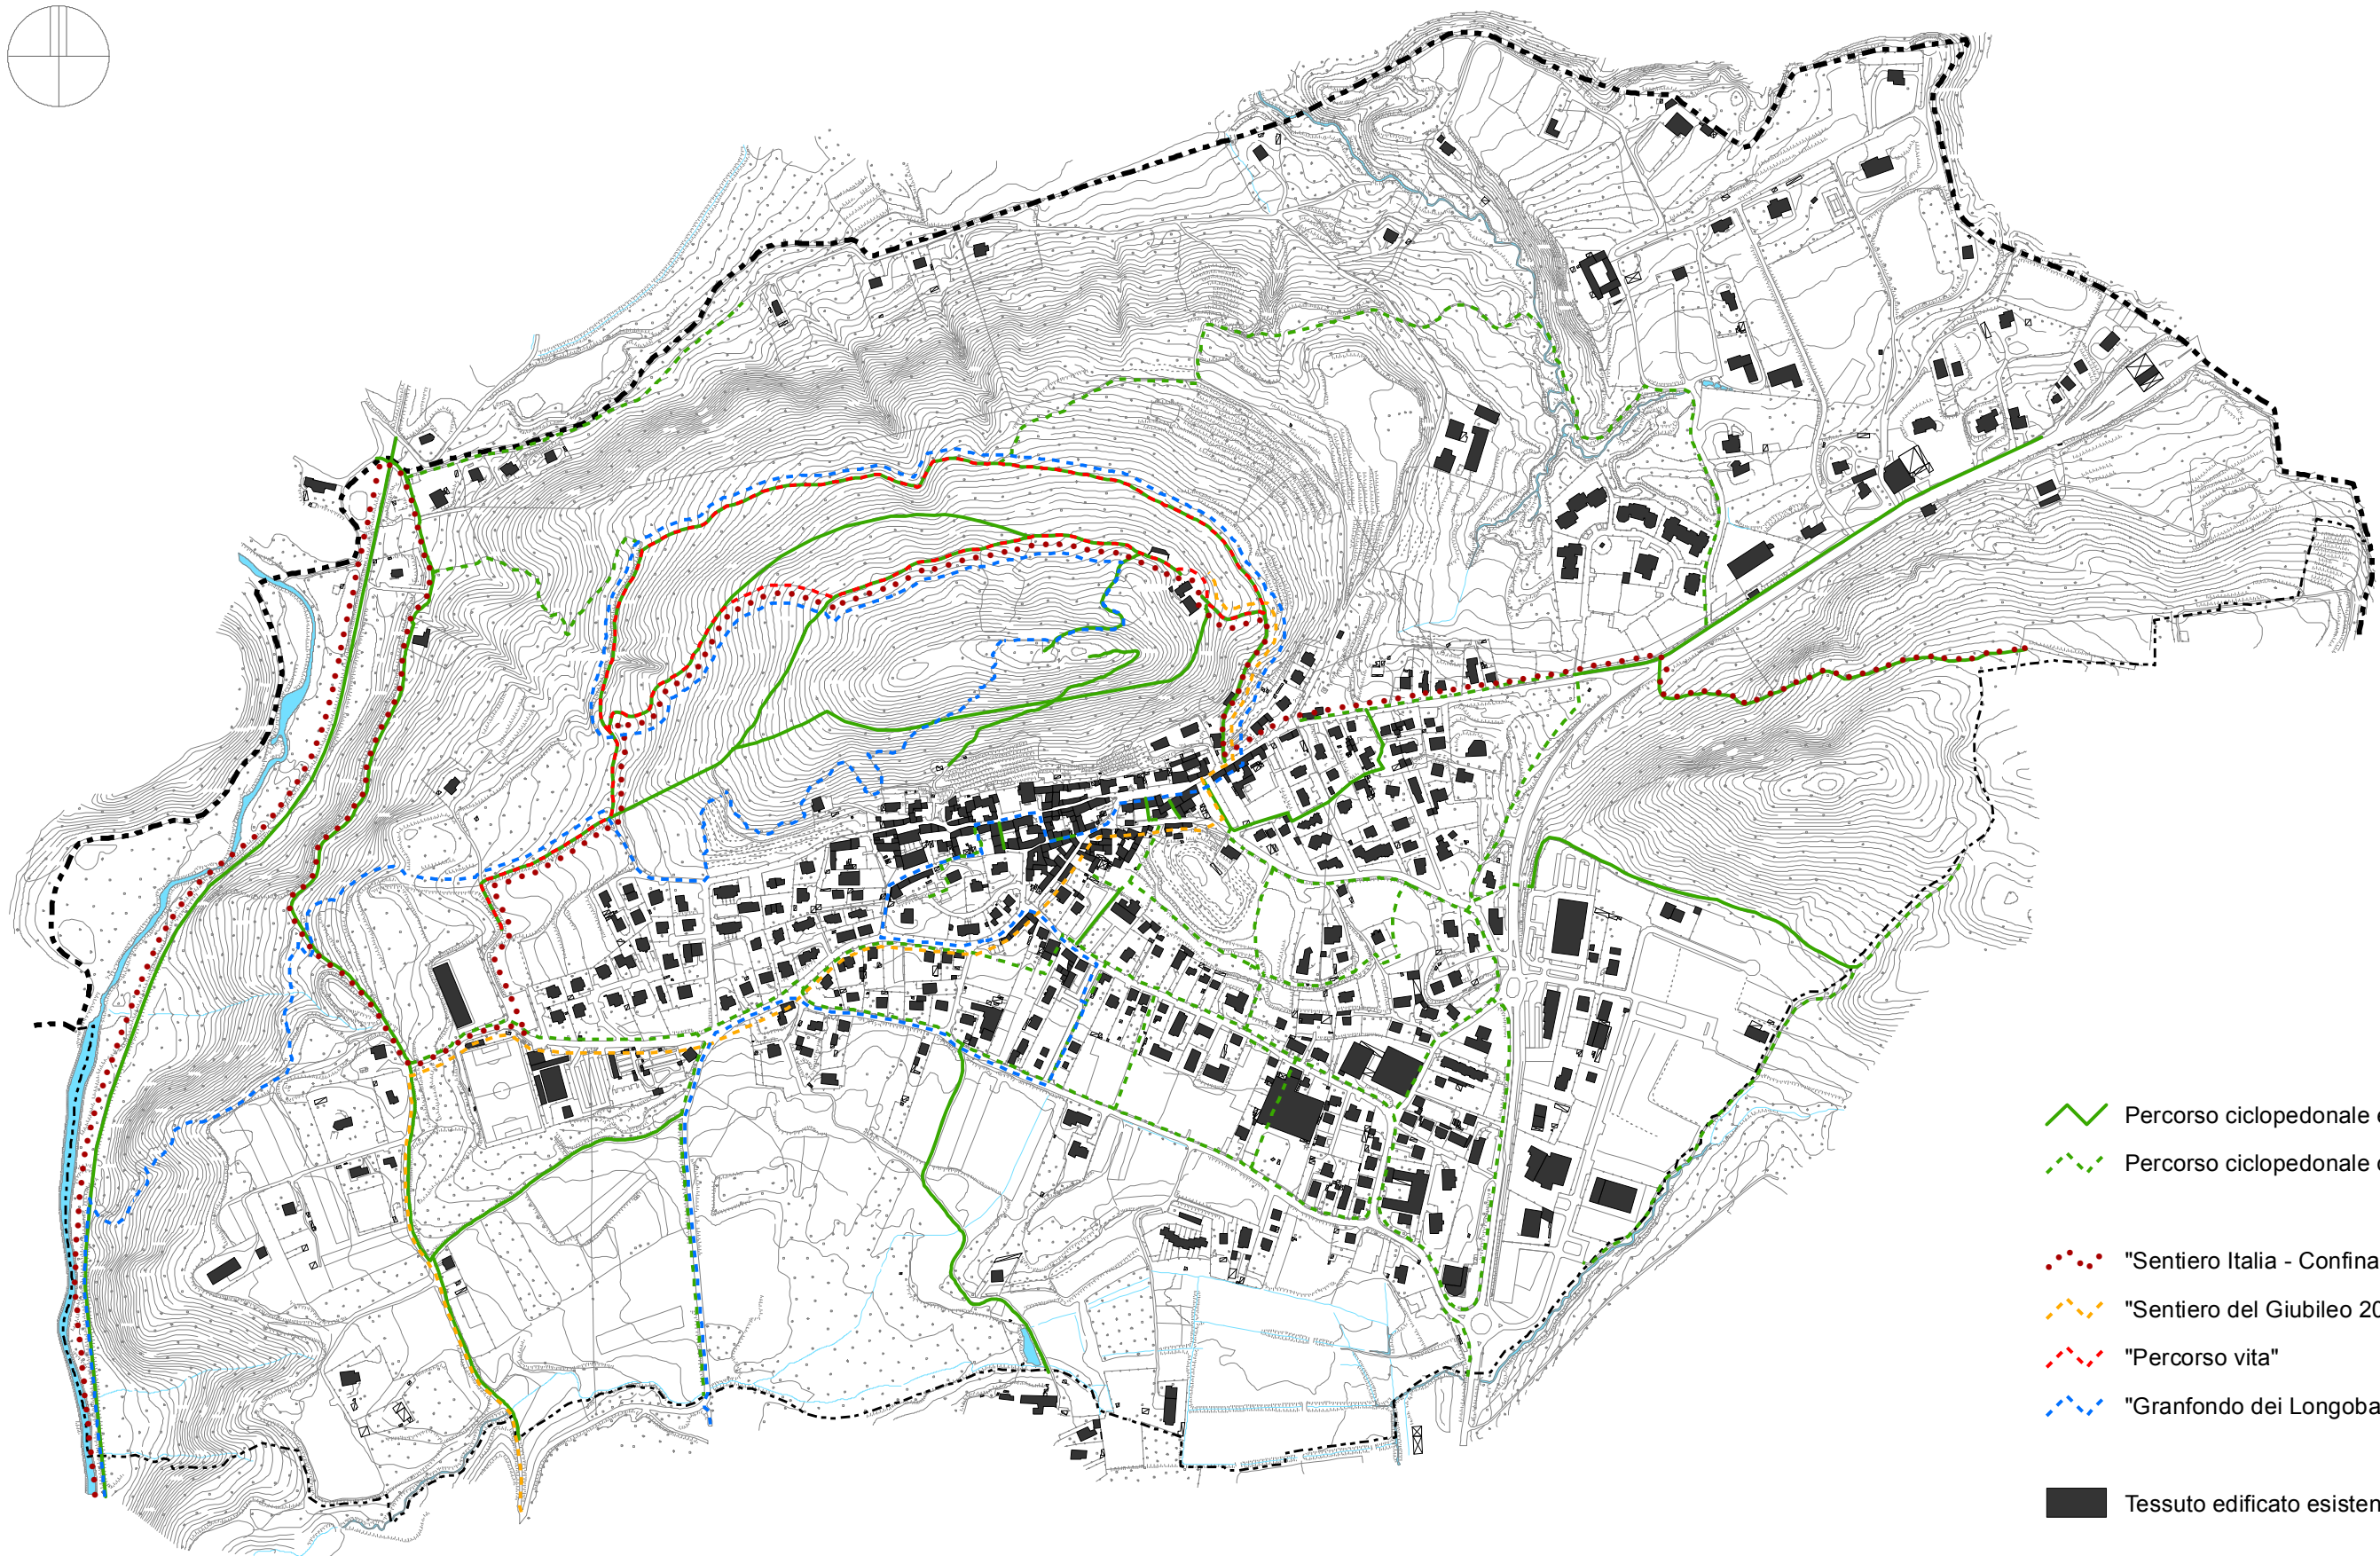 Percorso ciclopedonale
Percorso ciclopedonale
"Sentiero Italia - Confina
"Sentiero del Giubileo 20
"Percorso vita"
"Granfondo dei Longoba
Tessuto edificato esisten